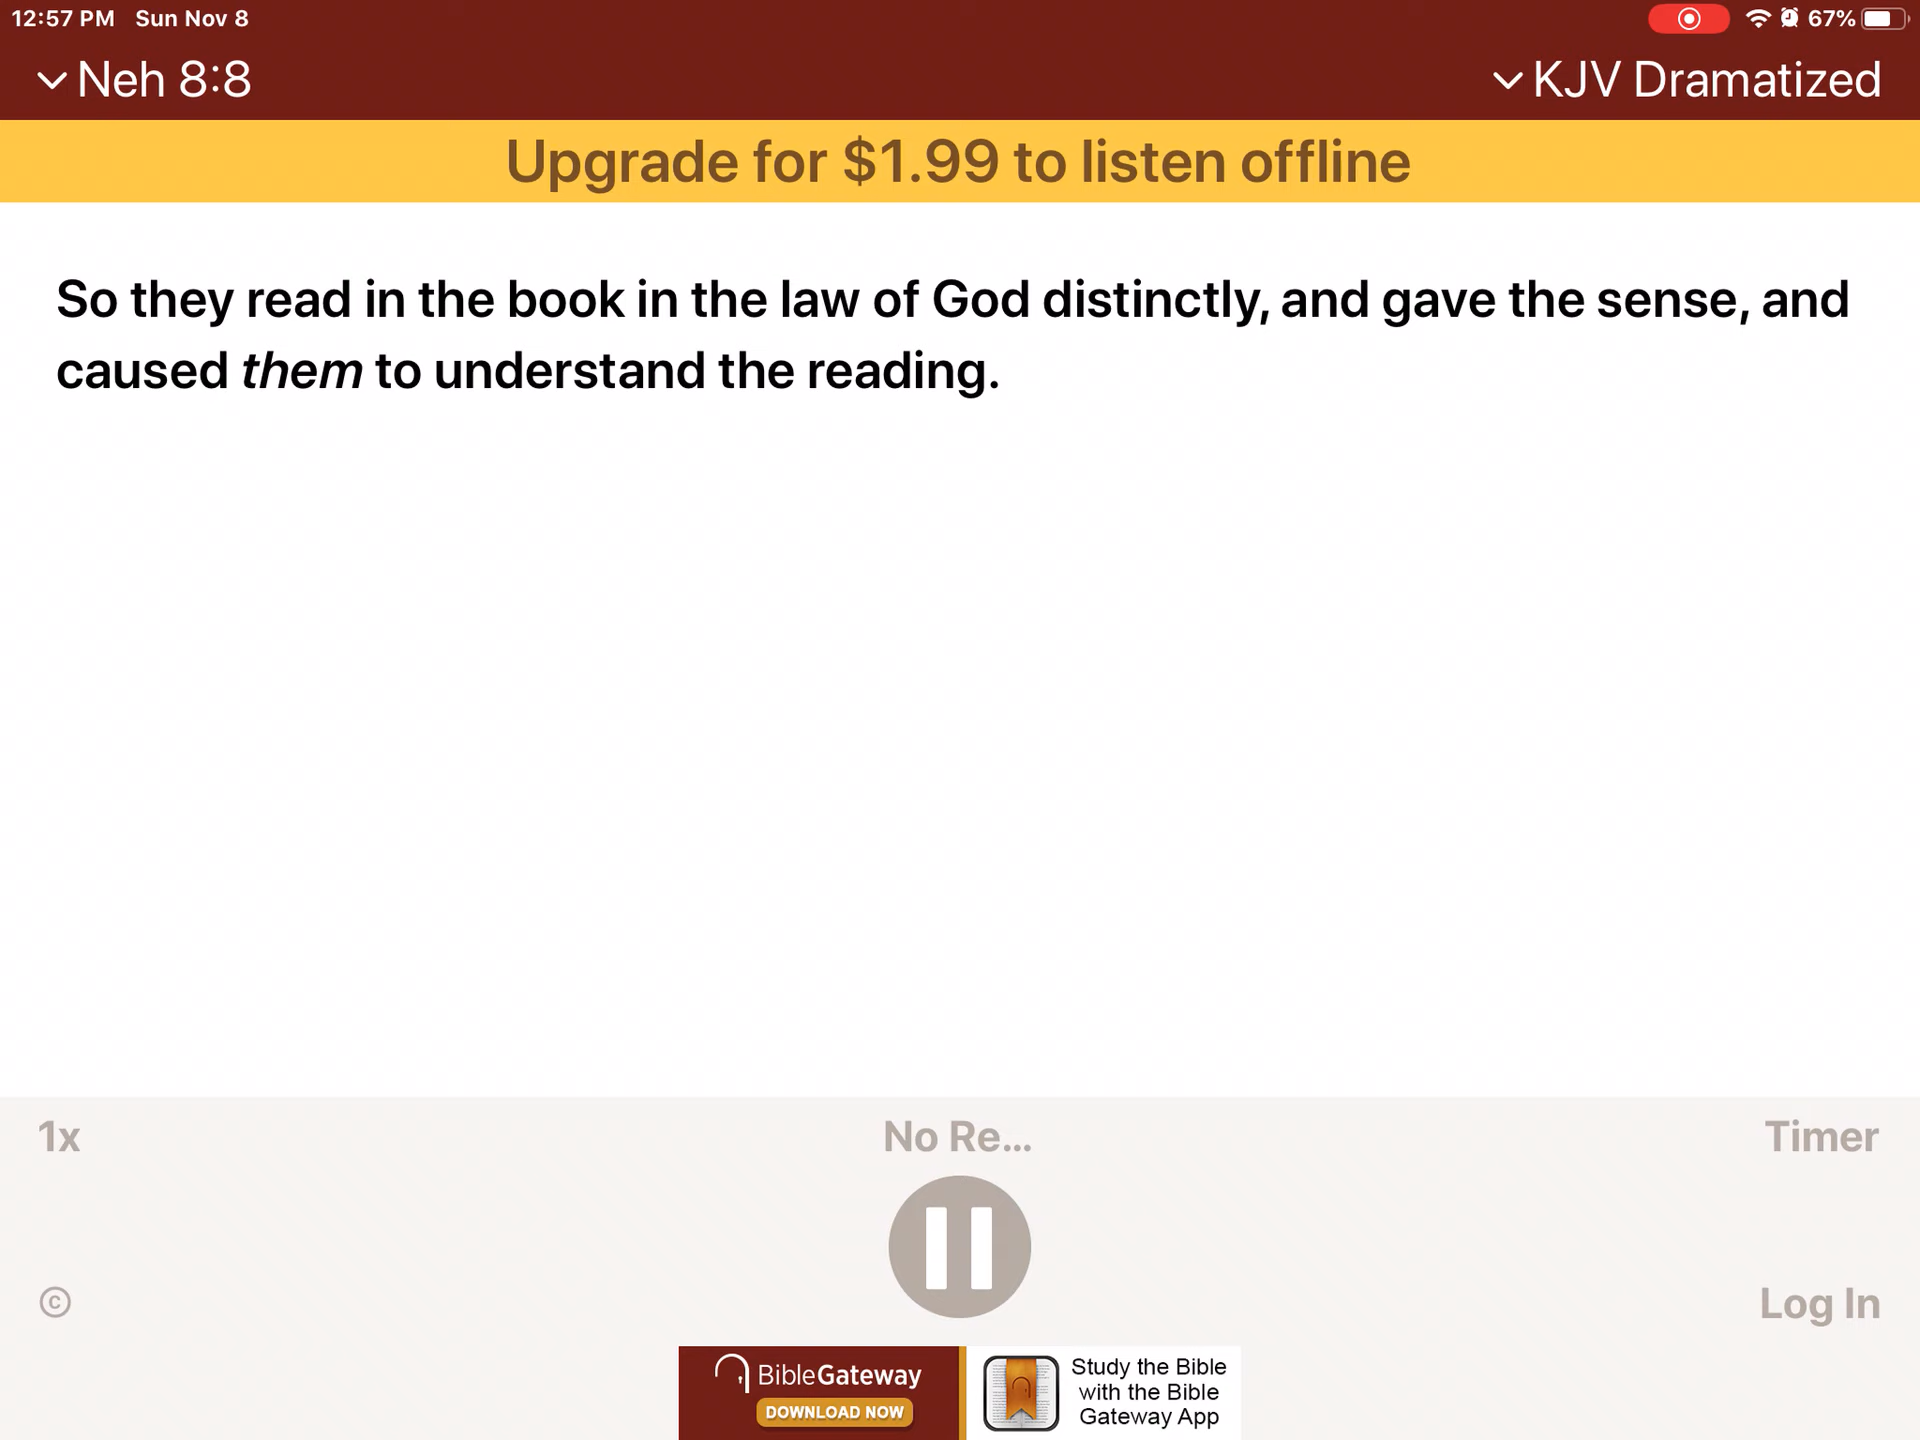 12:57 PM Sun Nov 8 67%
Neh 8:8 KJV Dramatized
Upgrade for $1.99 to listen offline
So they read in the book in the law of God distinctly, and gave the sense, and
caused them to understand the reading.
1x No Re... Timer
© Log In
BibleGateway
DOWNLOAD NOW
Study the Bible
with the Bible
Gateway App